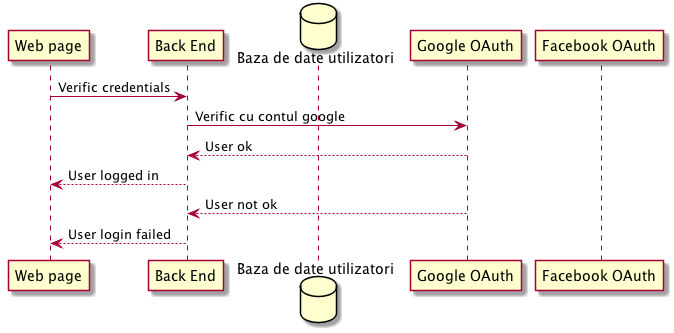 Web page
Back End
Baza de date utilizatori
Google OAuth
Facebook OAuth
Verific credentials
Verific cu contul google
User ok
User logged in
User not ok
User login failed
Web page
Back End
Baza de date utilizatori
Google OAuth
Facebook OAuth